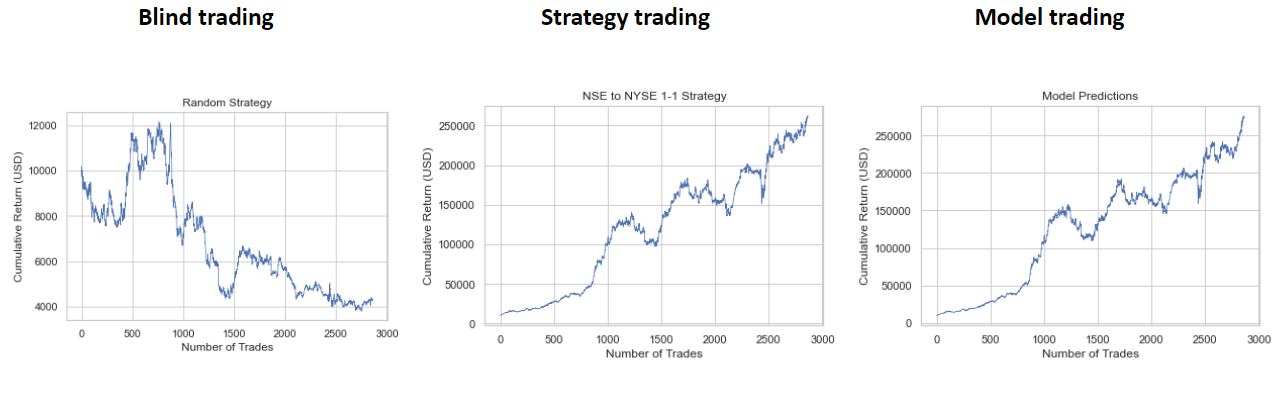 Blind trading
Strategy trading
Model trading
Random Strategy
Cumulative Return (USD)
12000
10000
8000
6000
4000
0 500 1000 1500 2000 2500 3000
Number of Trades
NSE to NYSE 1-1 Strategy
Cumulative Return (USD)
250000
200000
150000
100000
50000
0
0 500 1000 1500 2000 2500 3000
Number of Trades
Model Predictions
Cumulative Return (USD)
250000
200000
150000
100000
50000
0
0 500 1000 1500 2000 2500 3000
Number of Trades